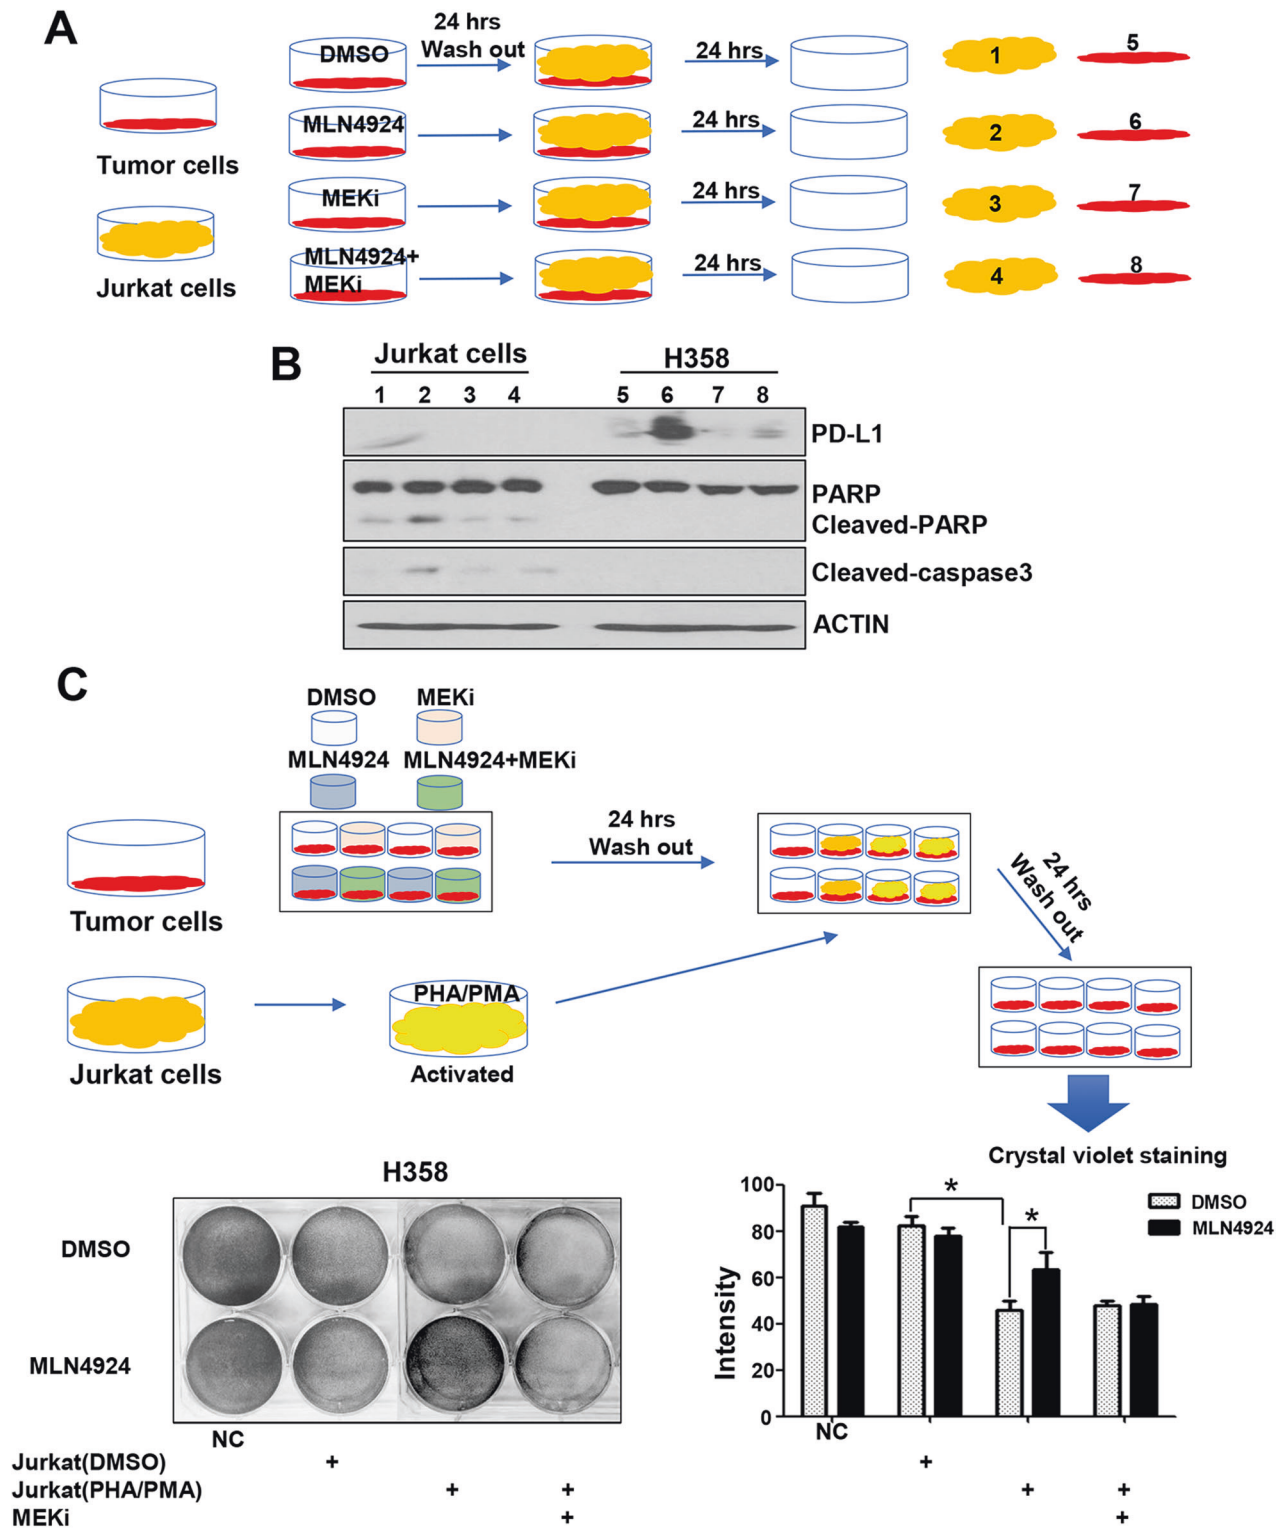 A
24 hrs
Wash out
DMSO
24 hrs
1
5
MLN4924
24 hrs
2
6
Tumor cells
MEKi
24 hrs
3
7
MLN4924+
MEKi
24 hrs
4
8
Jurkat cells
B
Jurkat cells
H358
1 2 3 4 5 6 7 8
PD-L1
PARP
Cleaved-PARP
Cleaved-caspase3
ACTIN
C
DMSO
MEKi
MLN4924
MLN4924+MEKi
24 hrs
Wash out
24 hrs
Wash out
Tumor cells
PHA/PMA
Jurkat cells
Activated
Crystal violet staining
H358
DMSO
MLN4924
NC
Intensity
100
80
60
40
20
0
*
*
DMSO
MLN4924
NC
Jurkat(DMSO) + +
Jurkat(PHA/PMA) + + + +
MEKi + +